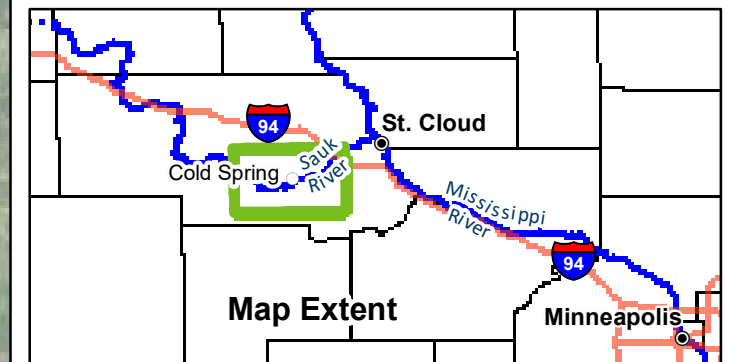 94
St. Cloud
Sauk
River
Cold Spring
Mississippi
River
94
Map Extent
Minneapolis